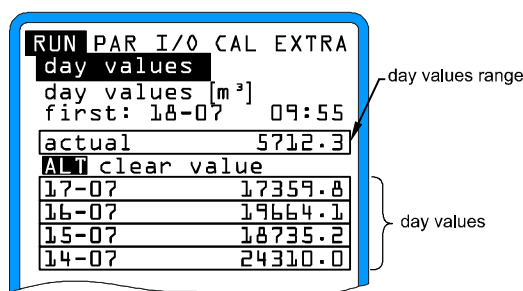 RUN PAR I/O CAL EXTRA
day values
day values [m³]
first: 18-07 09:55
actual 5712.3
ALT clear value
17-07 17359.8
16-07 19664.1
15-07 18735.2
14-07 24310.0
day values range
day values